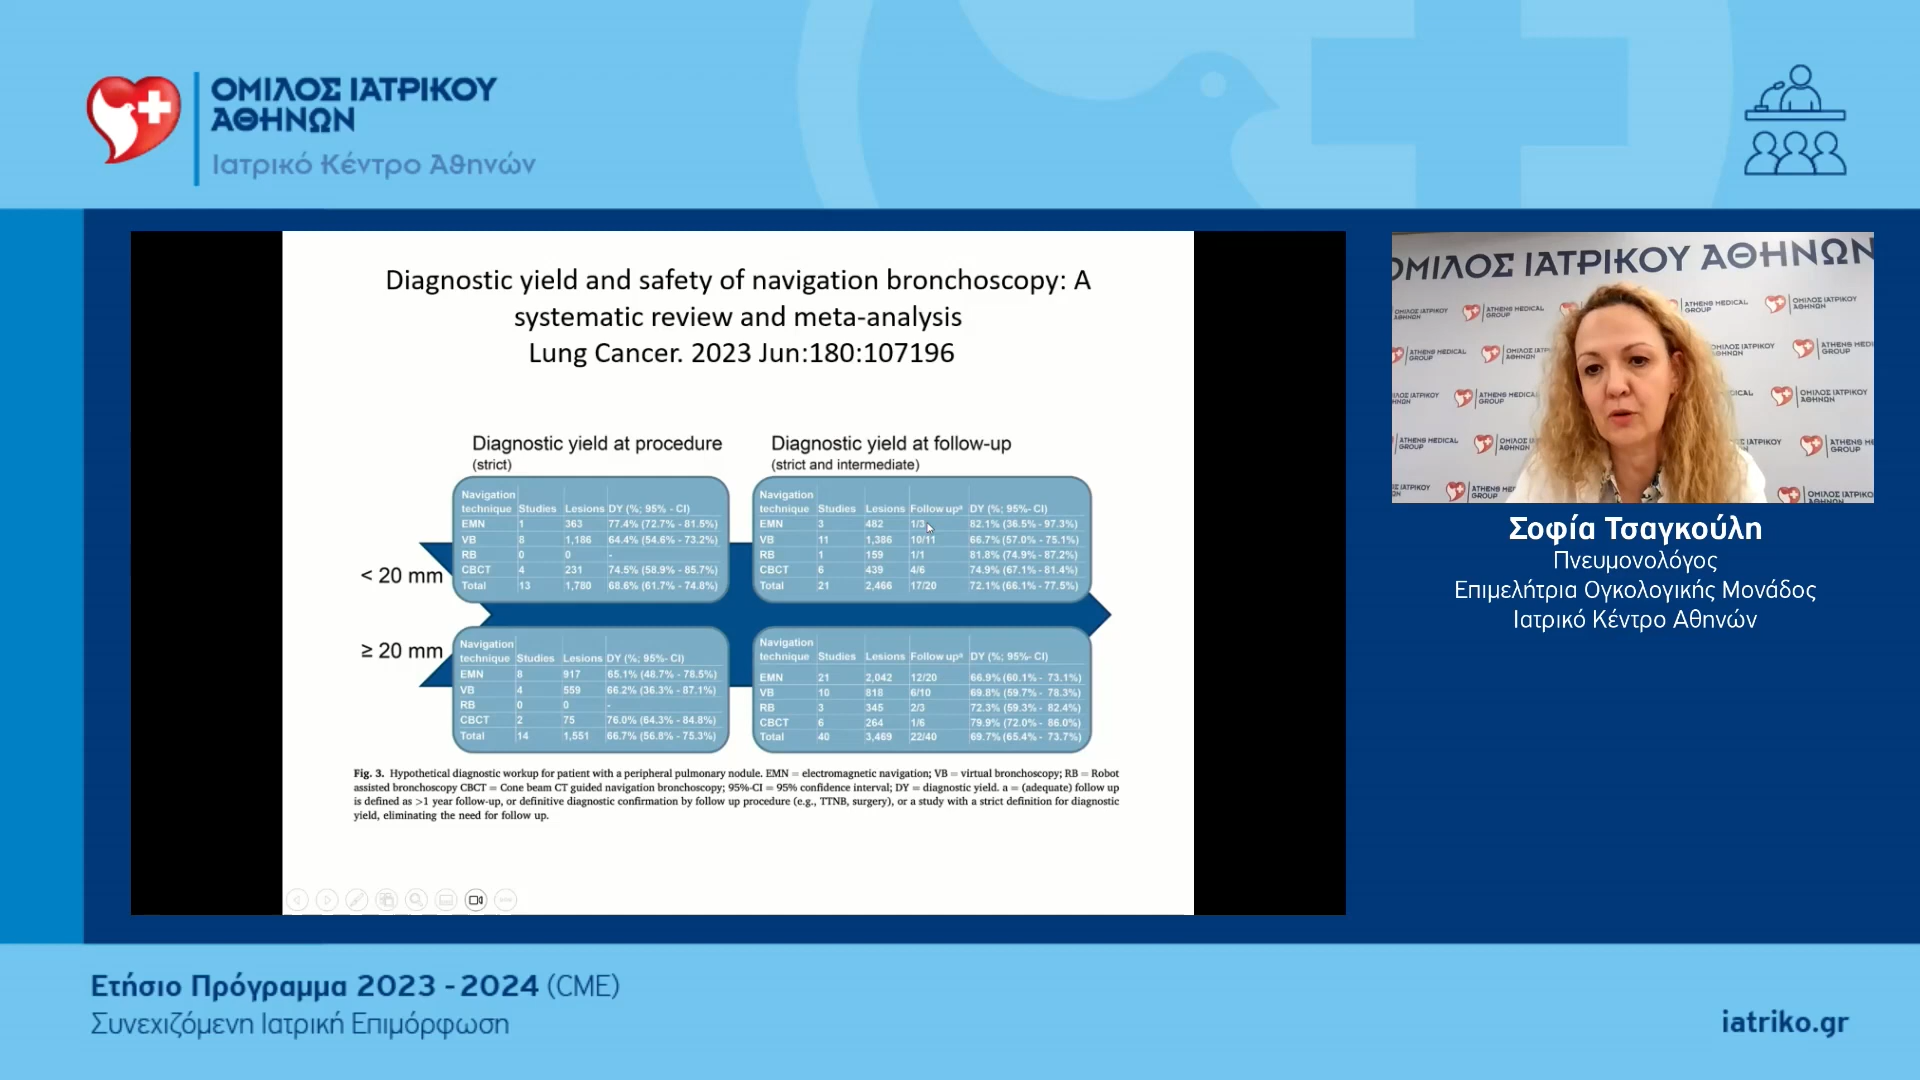 ΟΜΙΛΟΣ ΙΑΤΡΙΚΟΥ
ΑΘΗΝΩΝ
Ιατρικό Κέντρο Αθηνών
Diagnostic yield and safety of navigation bronchoscopy: A
systematic review and meta-analysis
Lung Cancer. 2023 Jun:180:107196
Diagnostic yield at procedure
(strict)
Diagnostic yield at follow-up
(strict and intermediate)
< 20 mm
Navigation
technique Studies Lesions DY (%; 95% - CI)
EMN 1 363 77.4% (72.7% - 81.5%)
VB 8 1,186 64.4% (54.6% - 73.2%)
RB 0 0 -
CBCT 4 231 74.5% (58.9% - 85.7%)
Total 13 1,780 68.6% (61.7% - 74.8%)
Navigation
technique Studies Lesions Follow upª DY (%; 95%- CI)
EMN 3 482 1/3 82.1% (36.5% - 97.3%)
VB 11 1,386 10/11 66.7% (57.0% - 75.1%)
RB 1 159 1/1 81.8% (74.9% - 87.2%)
CBCT 6 439 4/6 74.9% (67.1% - 81.4%)
Total 21 2,466 17/20 72.1% (66.1% - 77.5%)
≥ 20 mm
Navigation
technique Studies Lesions DY (%; 95%- CI)
EMN 8 917 65.1% (48.7% - 78.5%)
VB 4 559 66.2% (36.3% - 87.1%)
RB 0 0 -
CBCT 2 75 76.0% (64.3% - 84.8%)
Total 14 1,551 66.7% (56.8% - 75.3%)
Navigation
technique Studies Lesions Follow upª DY (%; 95%- CI)
EMN 21 2,042 12/20 66.9% (60.1% - 73.1%)
VB 10 818 6/10 69.8% (59.7% - 78.3%)
RB 3 345 2/3 72.3% (59.3% - 82.4%)
CBCT 6 264 1/6 79.9% (72.0% - 86.0%)
Total 40 3,469 22/40 69.7% (65.4% - 73.7%)
Fig. 3. Hypothetical diagnostic workup for patient with a peripheral pulmonary nodule. EMN = electromagnetic navigation; VB = virtual bronchoscopy; RB = Robot
assisted bronchoscopy CBCT = Cone beam CT guided navigation bronchoscopy; 95%-CI = 95% confidence interval; DY = diagnostic yield. a = (adequate) follow up
is defined as >1 year follow-up, or definitive diagnostic confirmation by follow up procedure (e.g., TTNB, surgery), or a study with a strict definition for diagnostic
yield, eliminating the need for follow up.
ΟΜΙΛΟΣ ΙΑΤΡΙΚΟΥ ΑΘΗΝΩΝ
ATHENS MEDICAL
GROUP
ΟΜΙΛΟΣ ΙΑΤΡΙΚΟΥ
ΑΘΗΝΩΝ
Σοφία Τσαγκούλη
Πνευμονολόγος
Επιμελήτρια Ογκολογικής Μονάδος
Ιατρικό Κέντρο Αθηνών
Ετήσιο Πρόγραμμα 2023 - 2024 (CME)
Συνεχιζόμενη Ιατρική Επιμόρφωση
iatriko.gr